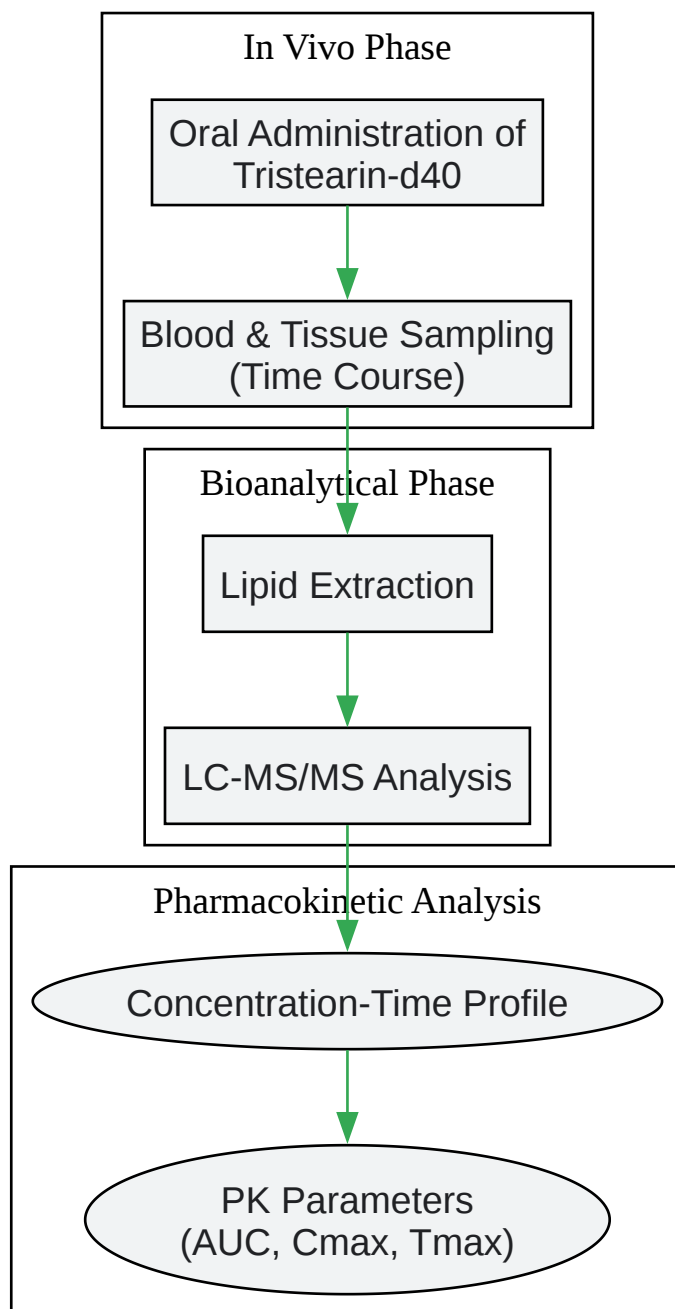 In Vivo Phase
Oral Administration of
Tristearin-d40
Blood & Tissue Sampling
(Time Course)
Bioanalytical Phase
Lipid Extraction
LC-MS/MS Analysis
Pharmacokinetic Analysis
Concentration-Time Profile
PK Parameters
(AUC, Cmax, Tmax)